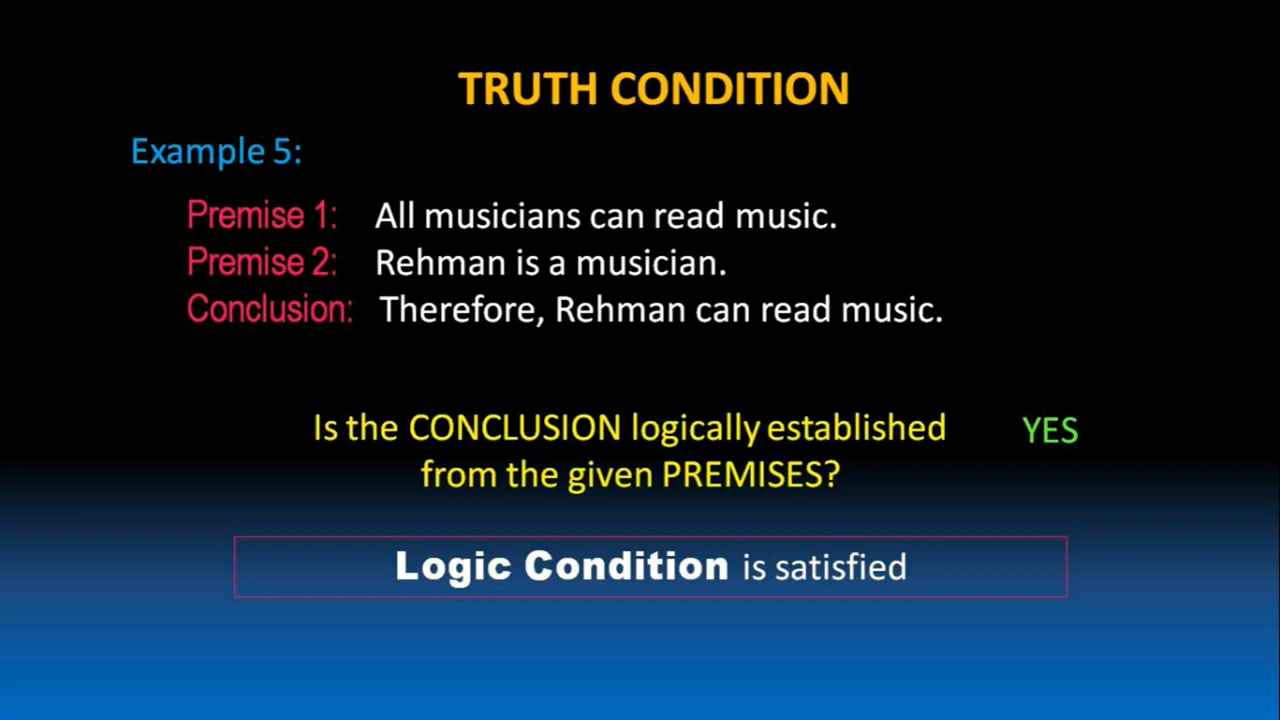 TRUTH CONDITION
Example 5:
Premise 1: All musicians can read music.
Premise 2: Rehman is a musician.
Conclusion: Therefore, Rehman can read music.
Is the CONCLUSION logically established YES
from the given PREMISES?
Logic Condition is satisfied